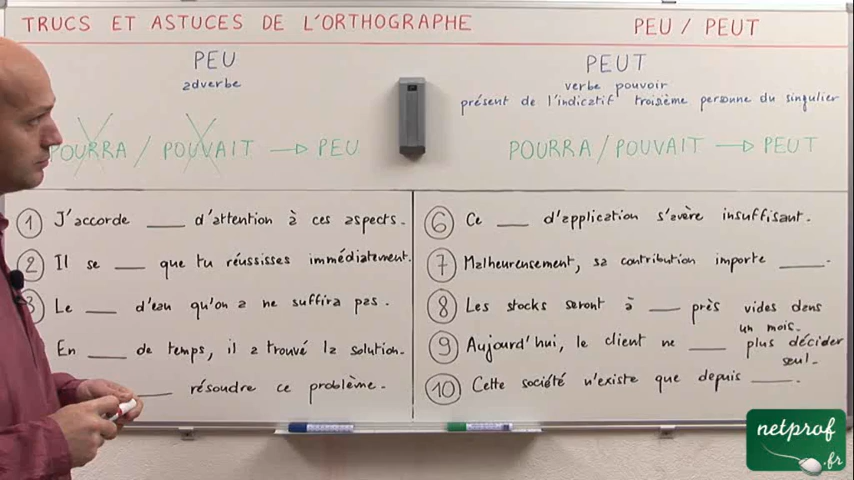 TRUCS ET ASTUCES DE L'ORTHOGRAPHE
PEU / PEUT
PEU
adverbe
POURRA / POUVAIT → PEU
PEUT
verbe pouvoir
présent de l'indicatif troisième personne du singulier
POURRA / POUVAIT → PEUT
1 J'accorde ___ d'attention à ces aspects.
2 Il se ___ que tu réussisses immédiatement.
3 Le ___ d'eau qu'on a ne suffira pas.
En ___ de temps, il a trouvé la solution.
___ résoudre ce problème.
6 Ce ___ d'application s'avère insuffisant.
7 Malheureusement, sa contribution importe ___.
8 Les stocks seront à ___ près vides dans
un mois.
9 Aujourd'hui, le client ne ___ plus décider
seul.
10 Cette société n'existe que depuis ___.
netprof
.fr